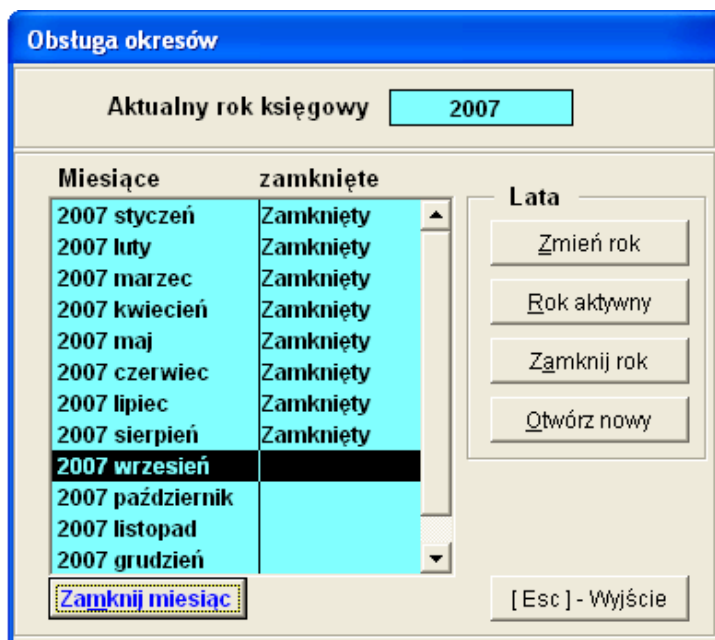 Obsługa okresów
Aktualny rok księgowy 2007
Miesiące zamknięte
2007 styczeń Zamknięty
2007 luty Zamknięty
2007 marzec Zamknięty
2007 kwiecień Zamknięty
2007 maj Zamknięty
2007 czerwiec Zamknięty
2007 lipiec Zamknięty
2007 sierpień Zamknięty
2007 wrzesień
2007 październik
2007 listopad
2007 grudzień
Zamknij miesiąc
Lata
Zmień rok
Rok aktywny
Zamknij rok
Otwórz nowy
[ Esc ] - Wyjście